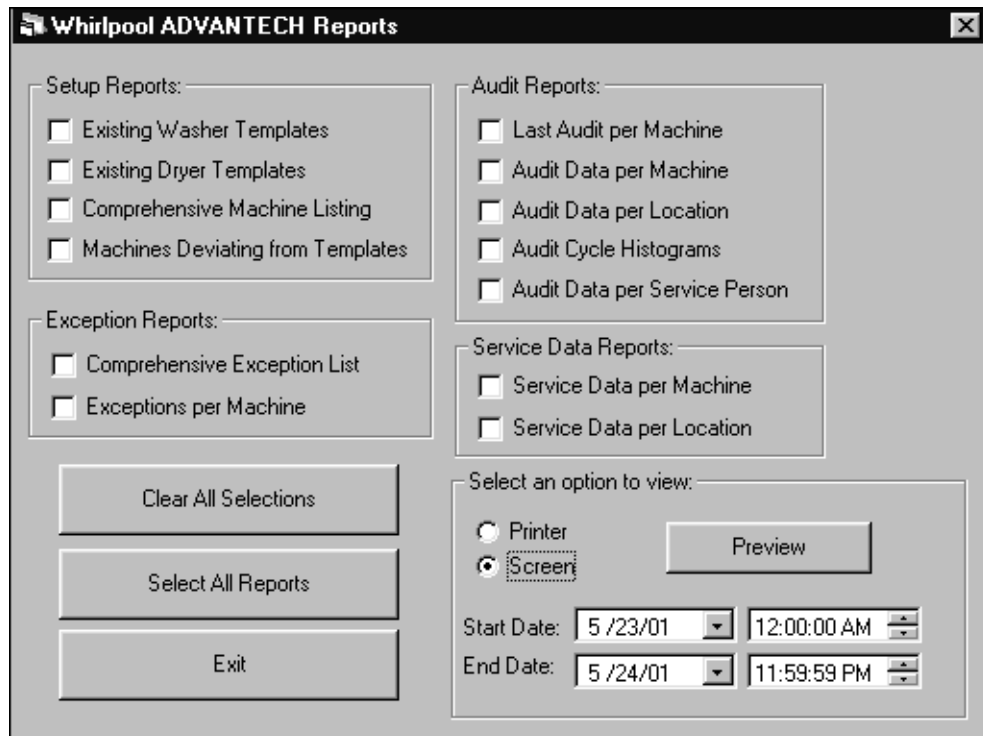 Whirlpool ADVANTECH Reports
Setup Reports:
Existing Washer Templates
Existing Dryer Templates
Comprehensive Machine Listing
Machines Deviating from Templates
Exception Reports:
Comprehensive Exception List
Exceptions per Machine
Clear All Selections
Select All Reports
Exit
Audit Reports:
Last Audit per Machine
Audit Data per Machine
Audit Data per Location
Audit Cycle Histograms
Audit Data per Service Person
Service Data Reports:
Service Data per Machine
Service Data per Location
Select an option to view:
Printer
Screen
Preview
Start Date: 5 /23/01 12:00:00 AM
End Date: 5 /24/01 11:59:59 PM